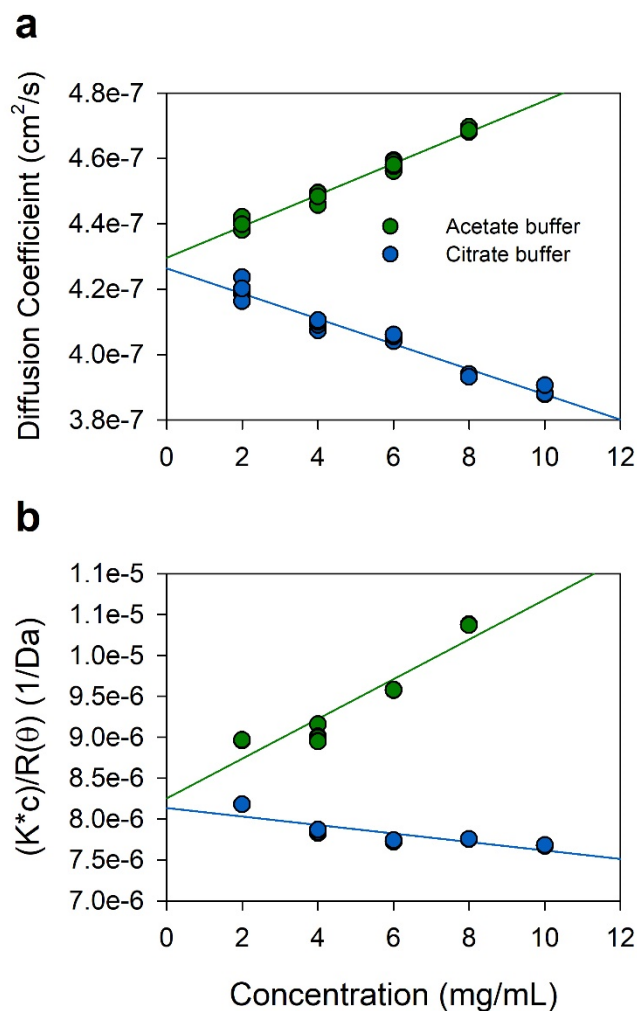 a
Diffusion Coefficieint (cm²/s)
4.8e-7
4.6e-7
4.4e-7
4.2e-7
4.0e-7
3.8e-7
Acetate buffer
Citrate buffer
0 2 4 6 8 10 12
b
(K*c)/R(θ) (1/Da)
1.1e-5
1.1e-5
1.0e-5
9.5e-6
9.0e-6
8.5e-6
8.0e-6
7.5e-6
7.0e-6
0 2 4 6 8 10 12
Concentration (mg/mL)